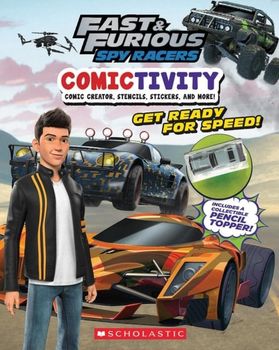 FAST & FURIOUS
SPY RACERS
COMICTIVITY
COMIC CREATOR, STENCILS, STICKERS, AND MORE!
GET READY
FOR SPEED!
INCLUDES
A COLLECTIBLE
PENCIL
TOPPER!
SCHOLASTIC